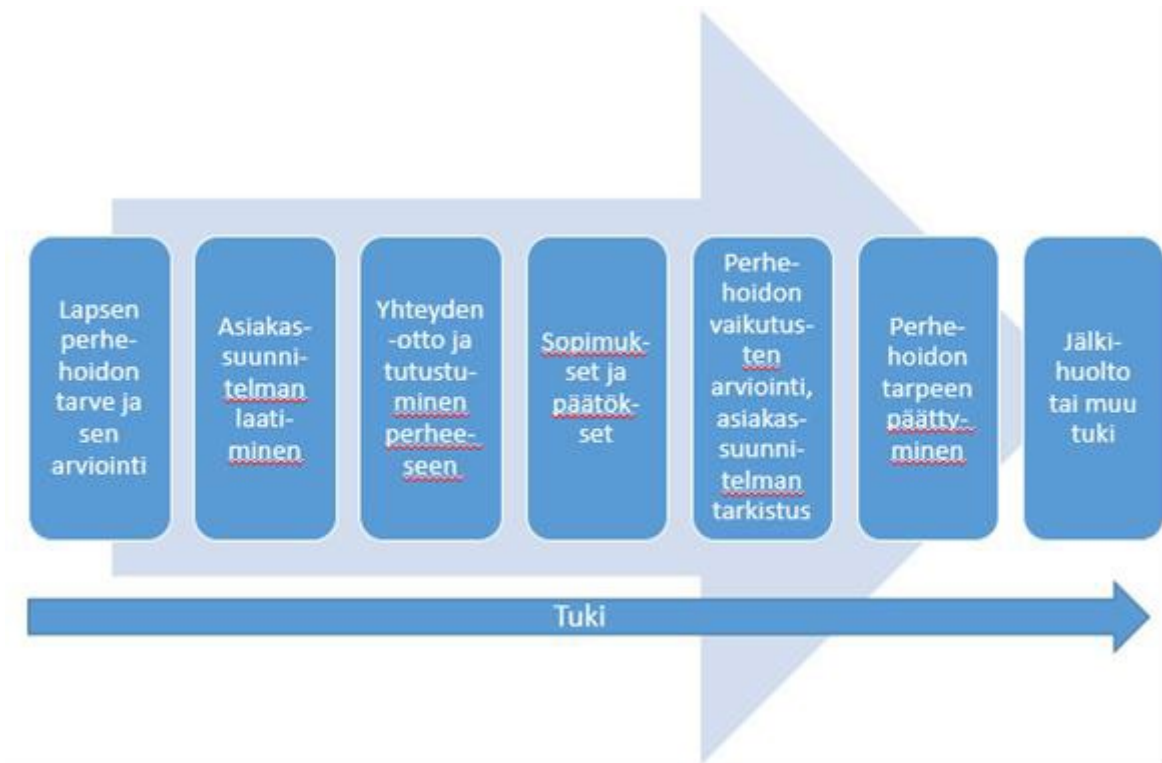 Lapsen
perhe-
hoidon
tarve ja
sen
arviointi
Asiakas-
suunni-
telman
laati-
minen
Yhteyden
-otto ja
tutustu-
minen
perhee-
seen
Sopimuk-
set ja
päätök-
set
Perhe-
hoidon
vaikutus-
ten
arviointi,
asiakas-
suunni-
telman
tarkistus
Perhe-
hoidon
tarpeen
päätty-
minen
Jälki-
huolto
tai muu
tuki
Tuki